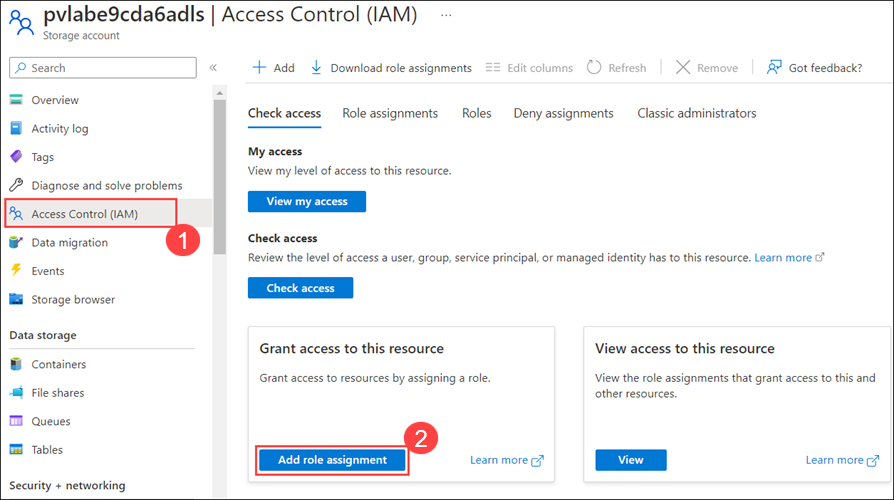 pvlabe9cda6adls | Access Control (IAM) ...
Storage account
Search
«
Add
Download role assignments
Edit columns
Refresh
Remove
Got feedback?
Overview
Activity log
Tags
Diagnose and solve problems
Access Control (IAM)
1
Data migration
Events
Storage browser
Data storage
Containers
File shares
Queues
Tables
Security + networking
Check access
Role assignments
Roles
Deny assignments
Classic administrators
My access
View my level of access to this resource.
View my access
Check access
Review the level of access a user, group, service principal, or managed identity has to this resource. Learn more
Check access
Grant access to this resource
Grant access to resources by assigning a role.
2
Add role assignment
Learn more
View access to this resource
View the role assignments that grant access to this and
other resources.
View
Learn more